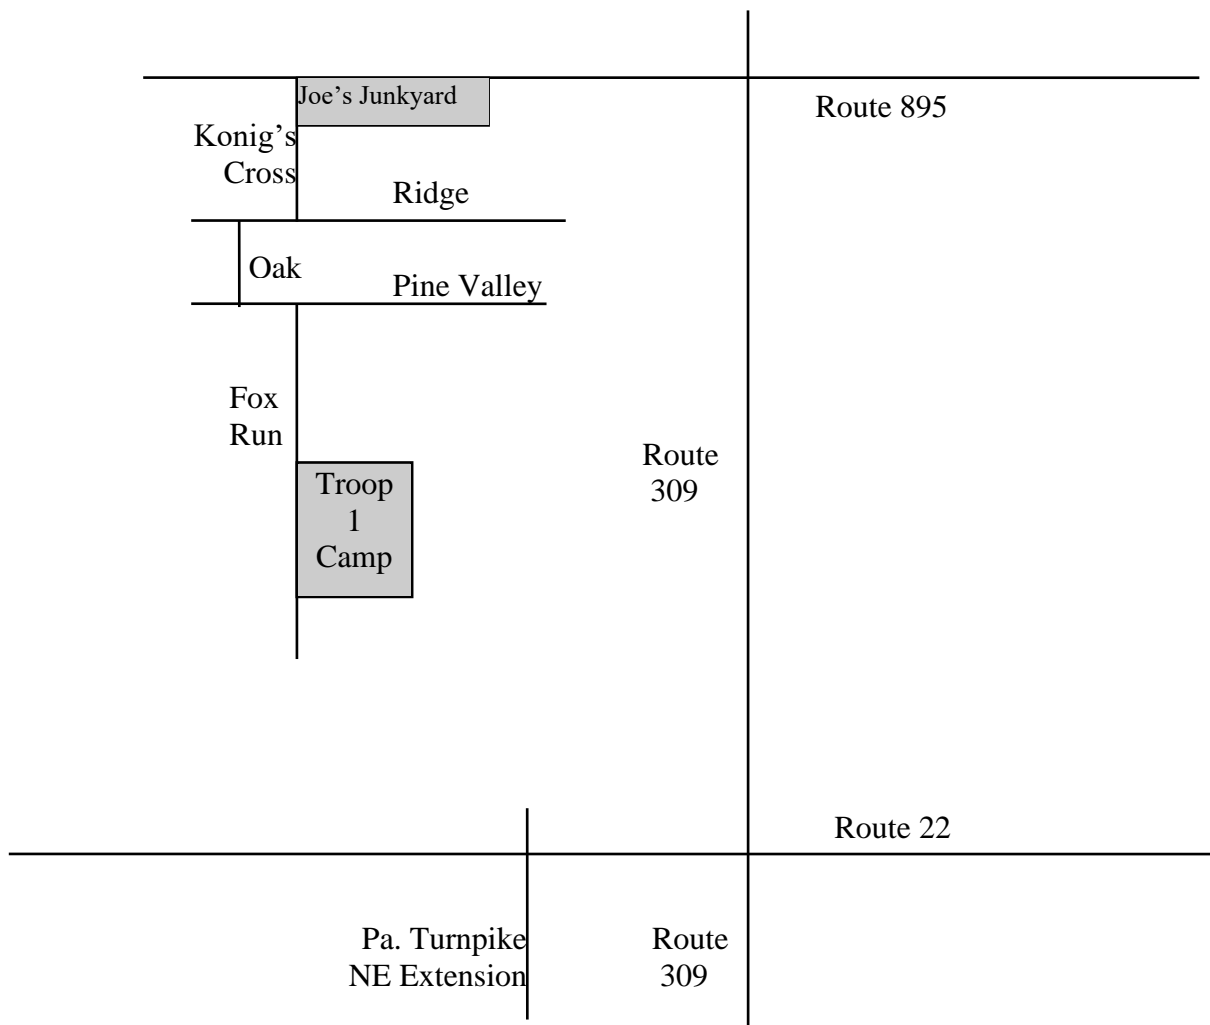 Joe's Junkyard
Route 895
Konig's
Cross
Ridge
Oak
Pine Valley
Fox
Run
Route
309
Troop
1
Camp
Route 22
Pa. Turnpike
NE Extension
Route
309